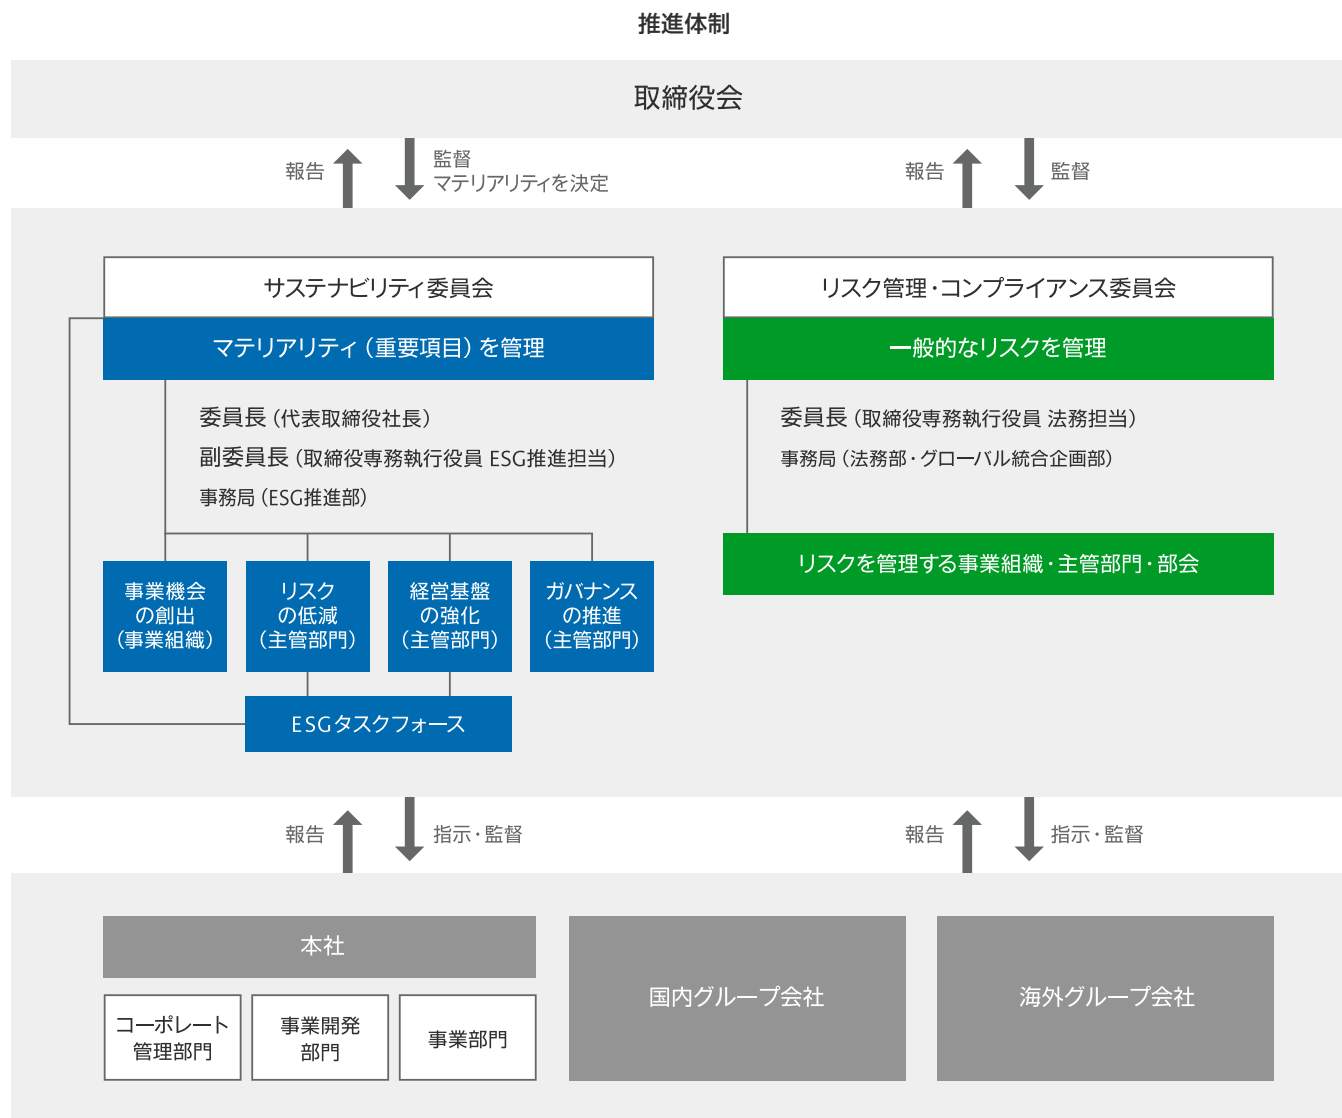 推進体制
取締役会
報告
監督
マテリアリティを決定
報告
監督
サステナビリティ委員会
マテリアリティ（重要項目）を管理
委員長（代表取締役社長）
副委員長（取締役専務執行役員 ESG推進担当）
事務局（ESG推進部）
事業機会
の創出
（事業組織）
リスク
の低減
（主管部門）
経営基盤
の強化
（主管部門）
ガバナンス
の推進
（主管部門）
ESGタスクフォース
リスク管理・コンプライアンス委員会
一般的なリスクを管理
委員長（取締役専務執行役員 法務担当）
事務局（法務部・グローバル統合企画部）
リスクを管理する事業組織・主管部門・部会
報告
指示・監督
報告
指示・監督
本社
コーポレート
管理部門
事業開発
部門
事業部門
国内グループ会社
海外グループ会社